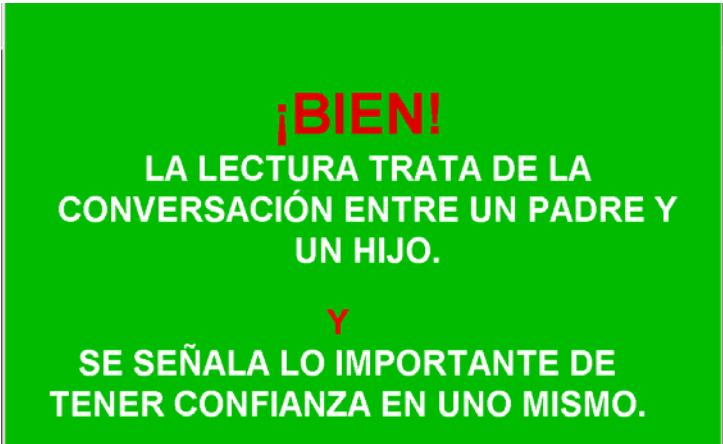 ¡BIEN!
LA LECTURA TRATA DE LA
CONVERSACIÓN ENTRE UN PADRE Y
UN HIJO.
Y
SE SEÑALA LO IMPORTANTE DE
TENER CONFIANZA EN UNO MISMO.